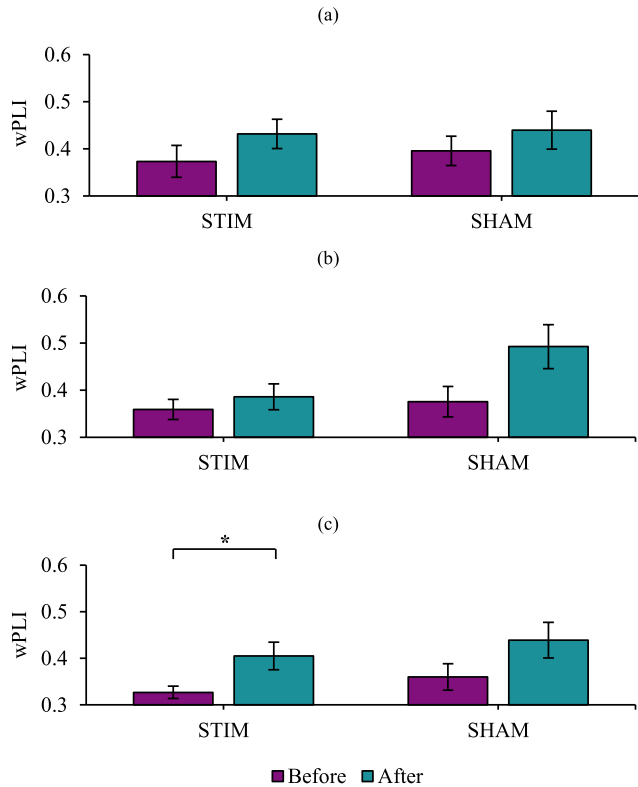 (a)
0.6
0.5
0.4
0.3
wPLI
STIM SHAM
(b)
0.6
0.5
0.4
0.3
wPLI
STIM SHAM
(c)
*
0.6
0.5
0.4
0.3
wPLI
STIM SHAM
Before After